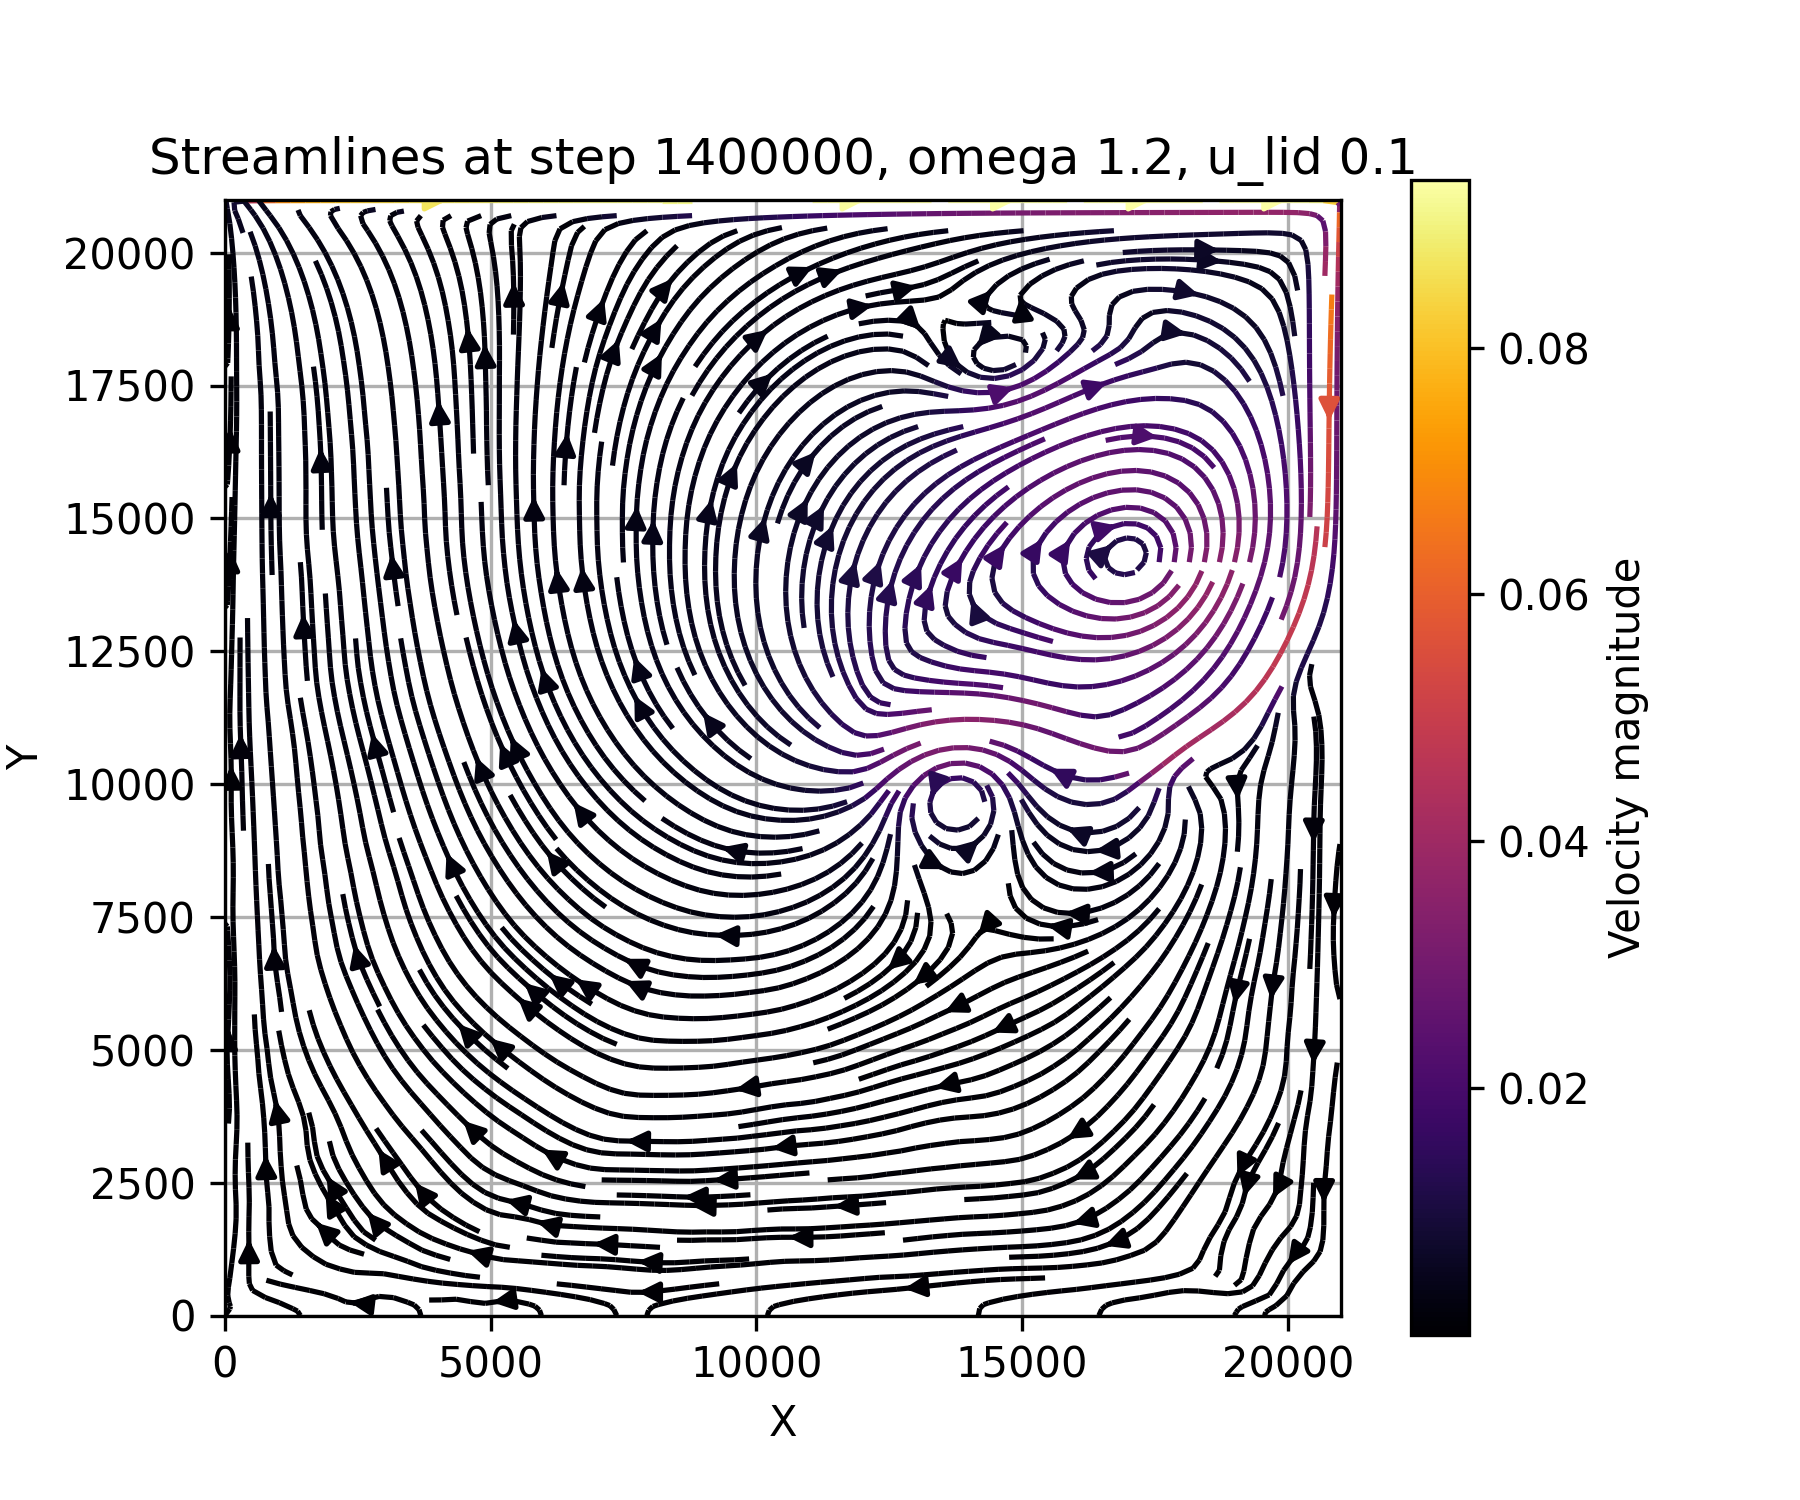 Streamlines at step 1400000, omega 1.2, u_lid 0.1
20000
17500
15000
12500
10000
7500
5000
2500
0
Y
0 5000 10000 15000 20000
X
0.08
0.06
0.04
0.02
Velocity magnitude